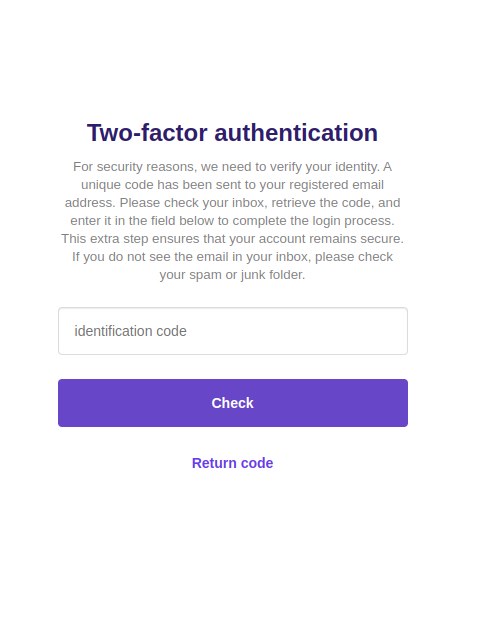 Two-factor authentication
For security reasons, we need to verify your identity. A
unique code has been sent to your registered email
address. Please check your inbox, retrieve the code, and
enter it in the field below to complete the login process.
This extra step ensures that your account remains secure.
If you do not see the email in your inbox, please check
your spam or junk folder.
identification code
Check
Return code